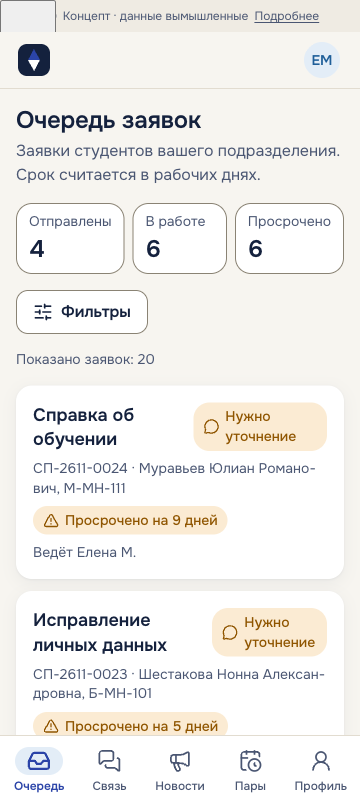 Концепт · данные вымышленные Подробнее
ЕМ
Очередь заявок
Заявки студентов вашего подразделения.
Срок считается в рабочих днях.
Отправлены
4
В работе
6
Просрочено
6
Фильтры
Показано заявок: 20
Справка об
обучении
Нужно
уточнение
СП-2611-0024 · Муравьев Юлиан Романо-
вич, М-МН-111
Просрочено на 9 дней
Ведёт Елена М.
Исправление
личных данных
Нужно
уточнение
СП-2611-0023 · Шестакова Нонна Алексан-
дровна, Б-МН-101
Просрочено на 5 дней
Очередь
Связь
Новости
Пары
Профиль